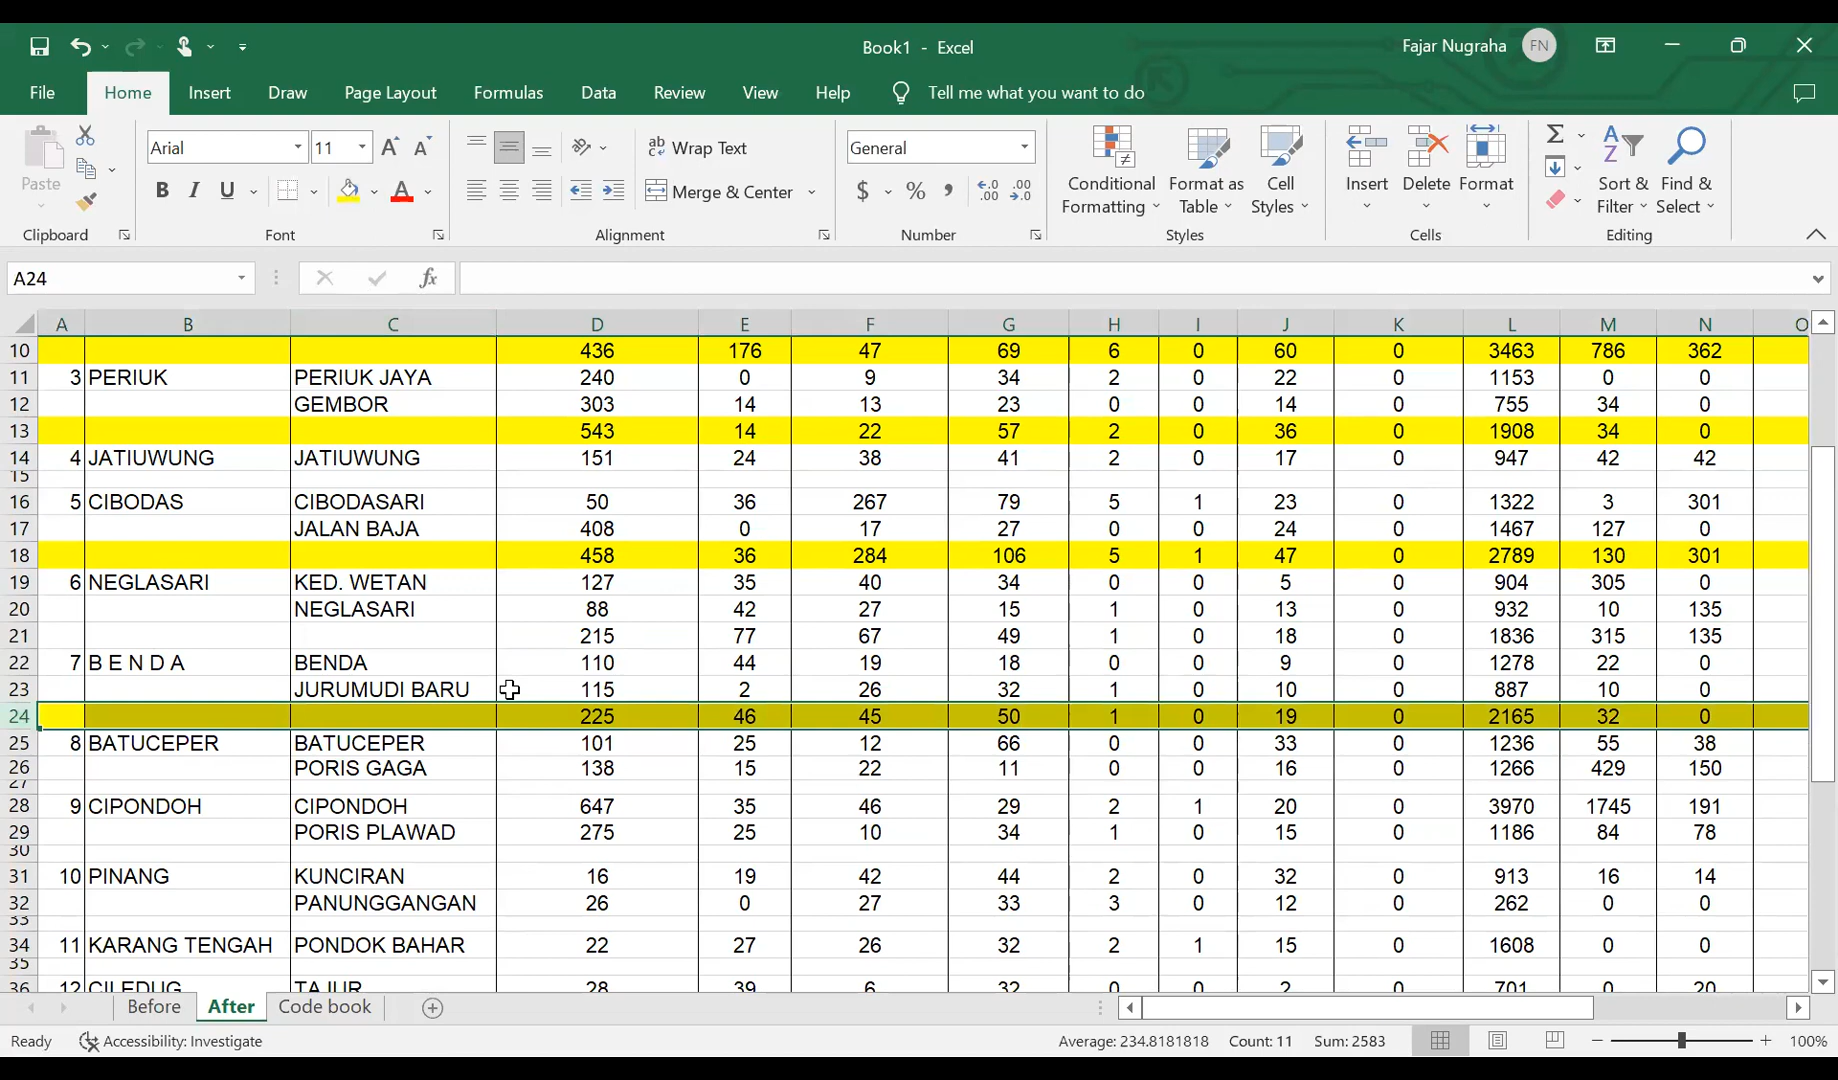 Book1 - Excel
Fajar Nugraha FN
File Home Insert Draw Page Layout Formulas Data Review View Help Tell me what you want to do
Paste
Arial 11
B I U
ab Wrap Text
Merge & Center
General
$ % ,
Conditional Formatting
Format as Table
Cell Styles
Insert Delete Format
Sort & Filter
Find & Select
Clipboard Font Alignment Number Styles Cells Editing
A24 fx
A B C D E F G H I J K L M N O
10 436 176 47 69 6 0 60 0 3463 786 362
11 3 PERIUK PERIUK JAYA 240 0 9 34 2 0 22 0 1153 0 0
12 GEMBOR 303 14 13 23 0 0 14 0 755 34 0
13 543 14 22 57 2 0 36 0 1908 34 0
14 4 JATIUWUNG JATIUWUNG 151 24 38 41 2 0 17 0 947 42 42
15
16 5 CIBODAS CIBODASARI 50 36 267 79 5 1 23 0 1322 3 301
17 JALAN BAJA 408 0 17 27 0 0 24 0 1467 127 0
18 458 36 284 106 5 1 47 0 2789 130 301
19 6 NEGLASARI KED. WETAN 127 35 40 34 0 0 5 0 904 305 0
20 NEGLASARI 88 42 27 15 1 0 13 0 932 10 135
21 215 77 67 49 1 0 18 0 1836 315 135
22 7 B E N D A BENDA 110 44 19 18 0 0 9 0 1278 22 0
23 JURUMUDI BARU 115 2 26 32 1 0 10 0 887 10 0
24 225 46 45 50 1 0 19 0 2165 32 0
25 8 BATUCEPER BATUCEPER 101 25 12 66 0 0 33 0 1236 55 38
26 PORIS GAGA 138 15 22 11 0 0 16 0 1266 429 150
27
28 9 CIPONDOH CIPONDOH 647 35 46 29 2 1 20 0 3970 1745 191
29 PORIS PLAWAD 275 25 10 34 1 0 15 0 1186 84 78
30
31 10 PINANG KUNCIRAN 16 19 42 44 2 0 32 0 913 16 14
32 PANUNGGANGAN 26 0 27 33 3 0 12 0 262 0 0
33
34 11 KARANG TENGAH PONDOK BAHAR 22 27 26 32 2 1 15 0 1608 0 0
35
36 12 CILEDUG TAJUR 28 39 6 32 0 0 2 0 701 0 20
Before After Code book
Ready Accessibility: Investigate Average: 234.8181818 Count: 11 Sum: 2583 100%